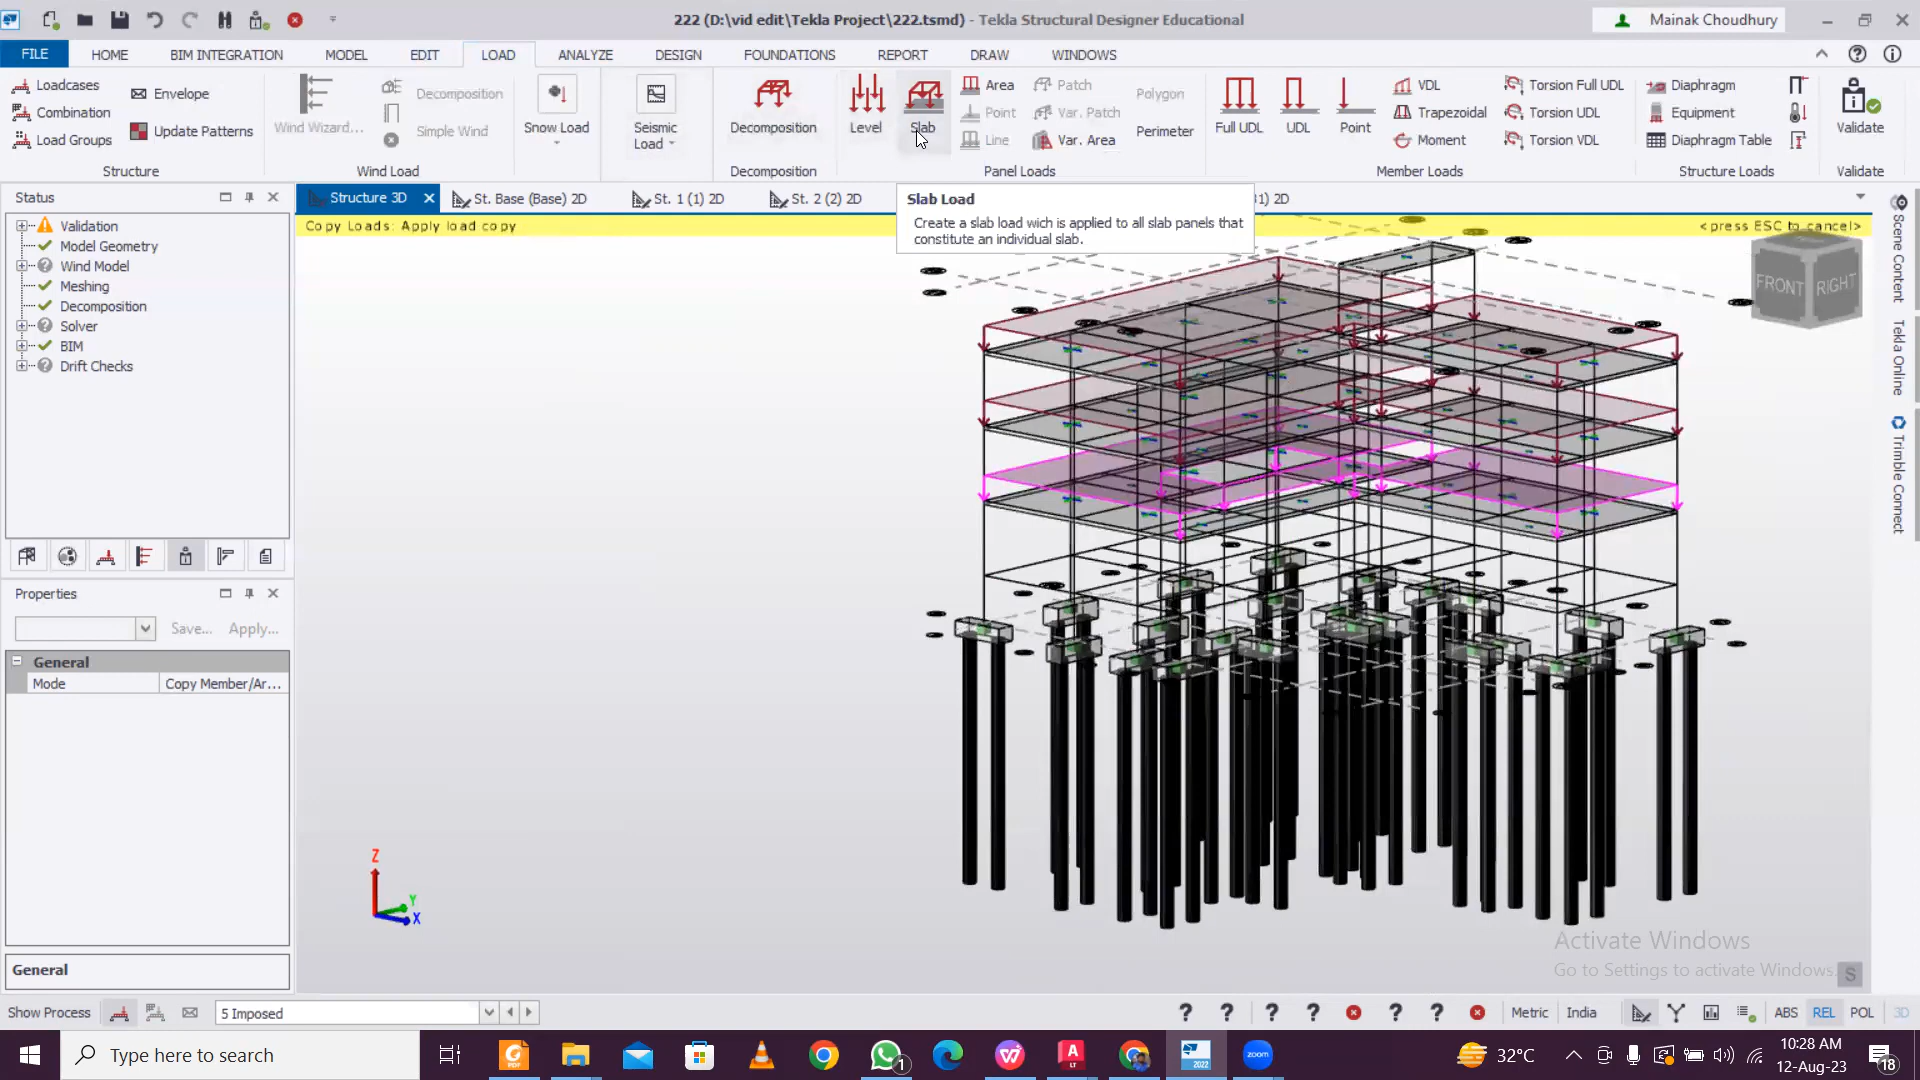 222 (D:\vid edit\Tekla Project\222.tsmd) - Tekla Structural Designer Educational
Mainak Choudhury
FILE
HOME
BIM INTEGRATION
MODEL
EDIT
LOAD
ANALYZE
DESIGN
FOUNDATIONS
REPORT
DRAW
WINDOWS
Loadcases
Combination
Load Groups
Envelope
Update Patterns
Structure
Wind Wizard...
Decomposition
Simple Wind
Wind Load
Snow Load
Seismic
Load
Decomposition
Decomposition
Level
Slab
Area
Point
Line
Patch
Var. Patch
Var. Area
Polygon
Perimeter
Panel Loads
Full UDL
UDL
Point
VDL
Trapezoidal
Moment
Torsion Full UDL
Torsion UDL
Torsion VDL
Member Loads
Diaphragm
Equipment
Diaphragm Table
Structure Loads
Validate
Validate
Status
Structure 3D
St. Base (Base) 2D
St. 1 (1) 2D
St. 2 (2) 2D
1) 2D
Slab Load
Create a slab load wich is applied to all slab panels that
constitute an individual slab.
Copy Loads: Apply load copy
<press ESC to cancel>
Validation
Model Geometry
Wind Model
Meshing
Decomposition
Solver
BIM
Drift Checks
FRONT
RIGHT
Scene Content
Tekla Online
Trimble Connect
Properties
Save...
Apply...
General
Mode
Copy Member/Ar...
Z
Y
X
General
Activate Windows
Go to Settings to activate Windows.
S
Show Process
5 Imposed
Metric
India
ABS
REL
POL
3D
Type here to search
1
2022
zoom
32°C
10:28 AM
12-Aug-23
18